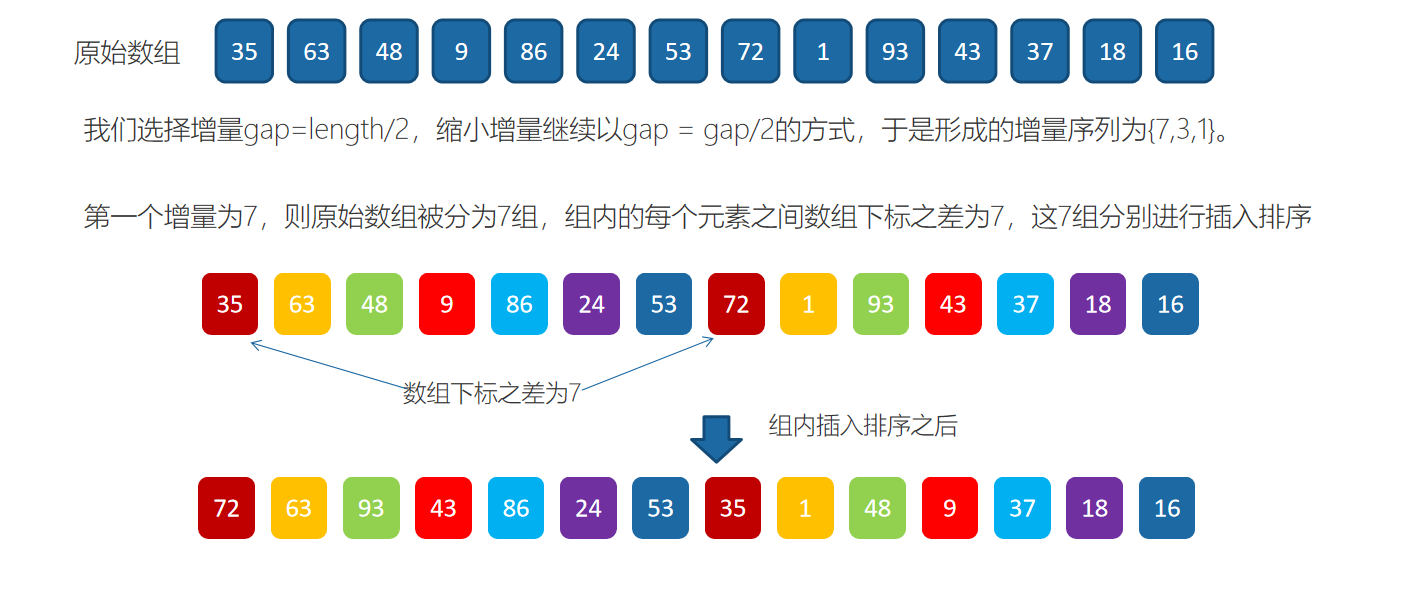 原始数组 35 63 48 9 86 24 53 72 1 93 43 37 18 16
我们选择增量gap=length/2，缩小增量继续以gap = gap/2的方式，于是形成的增量序列为{7,3,1}。
第一个增量为7，则原始数组被分为7组，组内的每个元素之间数组下标之差为7，这7组分别进行插入排序
35 63 48 9 86 24 53 72 1 93 43 37 18 16
数组下标之差为7
组内插入排序之后
72 63 93 43 86 24 53 35 1 48 9 37 18 16